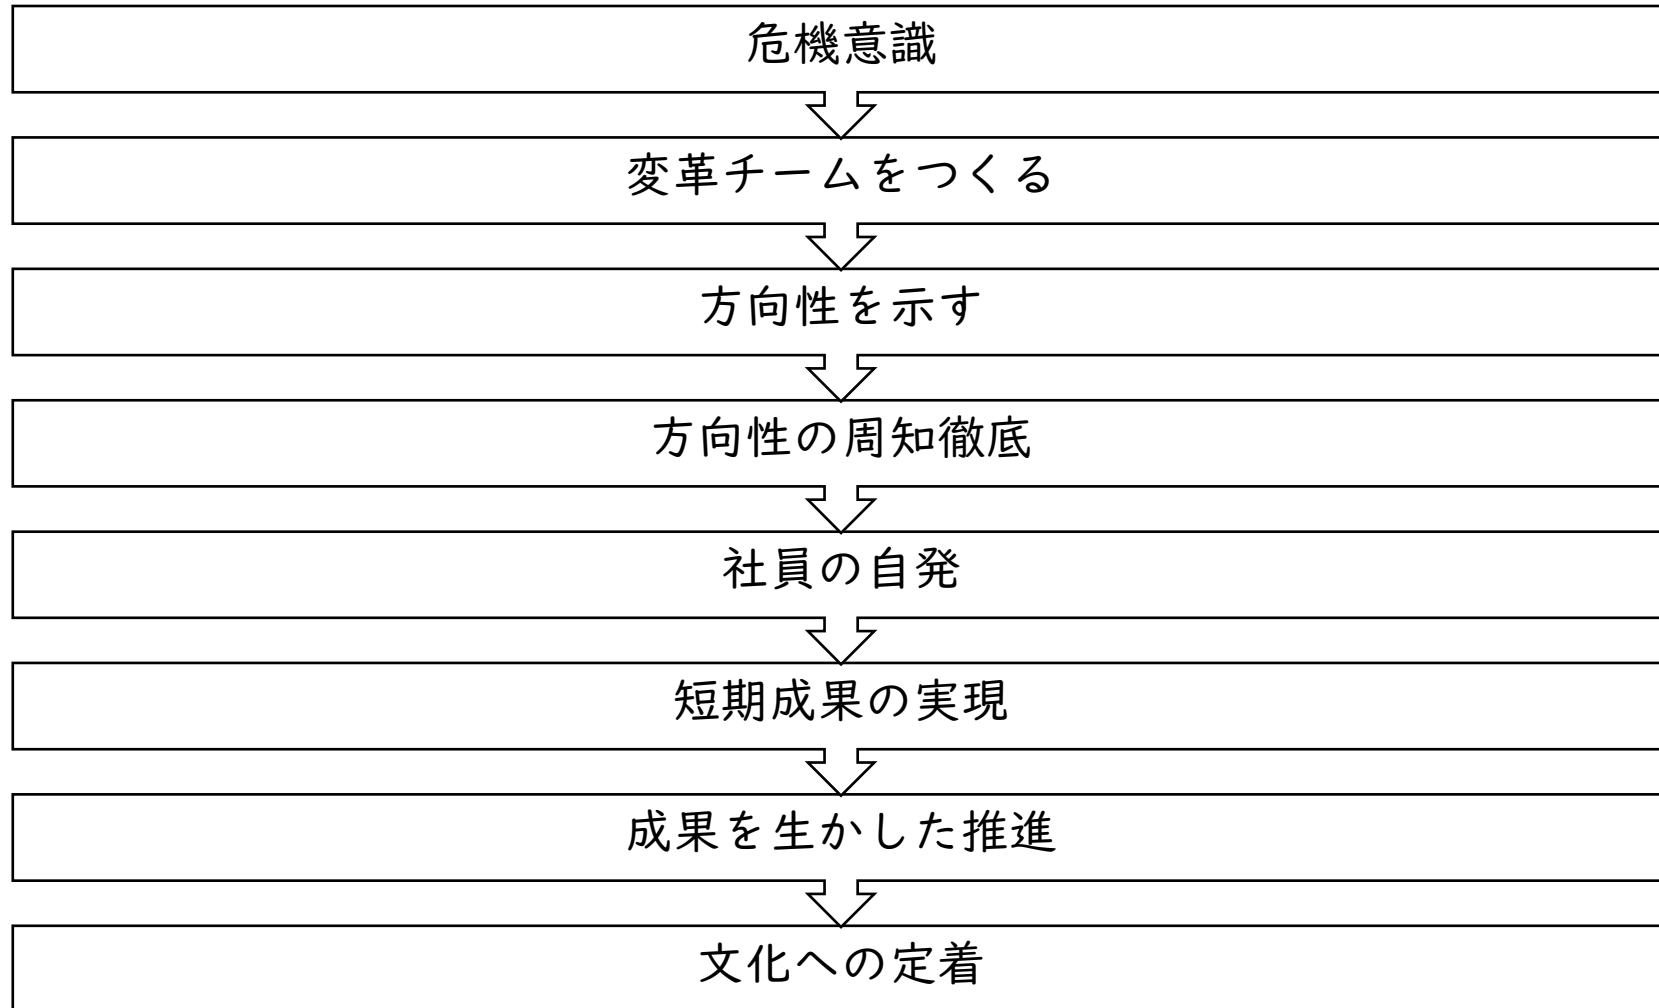 危機意識
変革チームをつくる
方向性を示す
方向性の周知徹底
社員の自発
短期成果の実現
成果を生かした推進
文化への定着